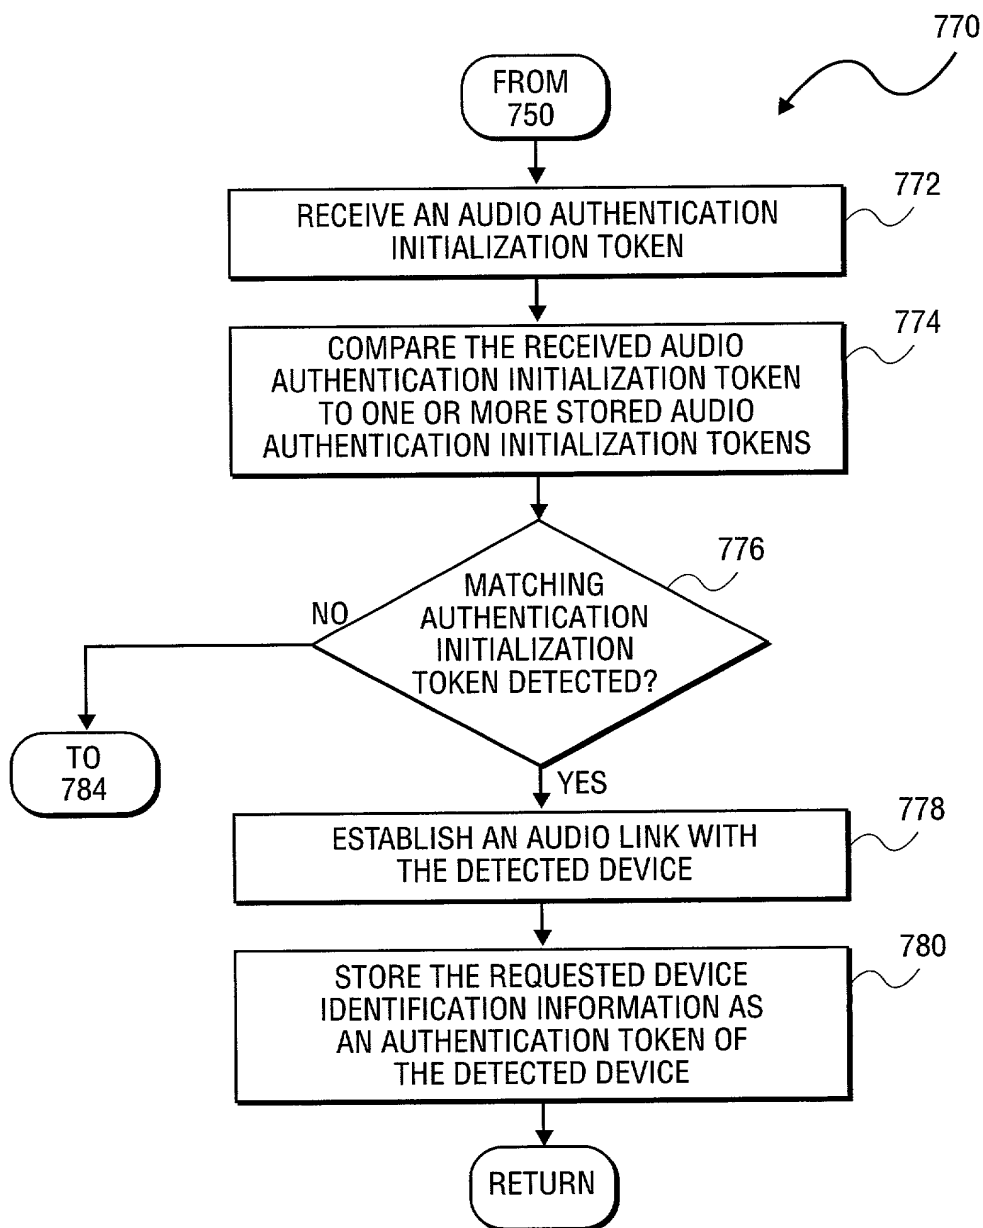 770
FROM
750
772
RECEIVE AN AUDIO AUTHENTICATION
INITIALIZATION TOKEN
774
COMPARE THE RECEIVED AUDIO
AUTHENTICATION INITIALIZATION TOKEN
TO ONE OR MORE STORED AUDIO
AUTHENTICATION INITIALIZATION TOKENS
776
MATCHING
AUTHENTICATION
INITIALIZATION
TOKEN DETECTED?
NO
TO
784
YES
778
ESTABLISH AN AUDIO LINK WITH
THE DETECTED DEVICE
780
STORE THE REQUESTED DEVICE
IDENTIFICATION INFORMATION AS
AN AUTHENTICATION TOKEN OF
THE DETECTED DEVICE
RETURN